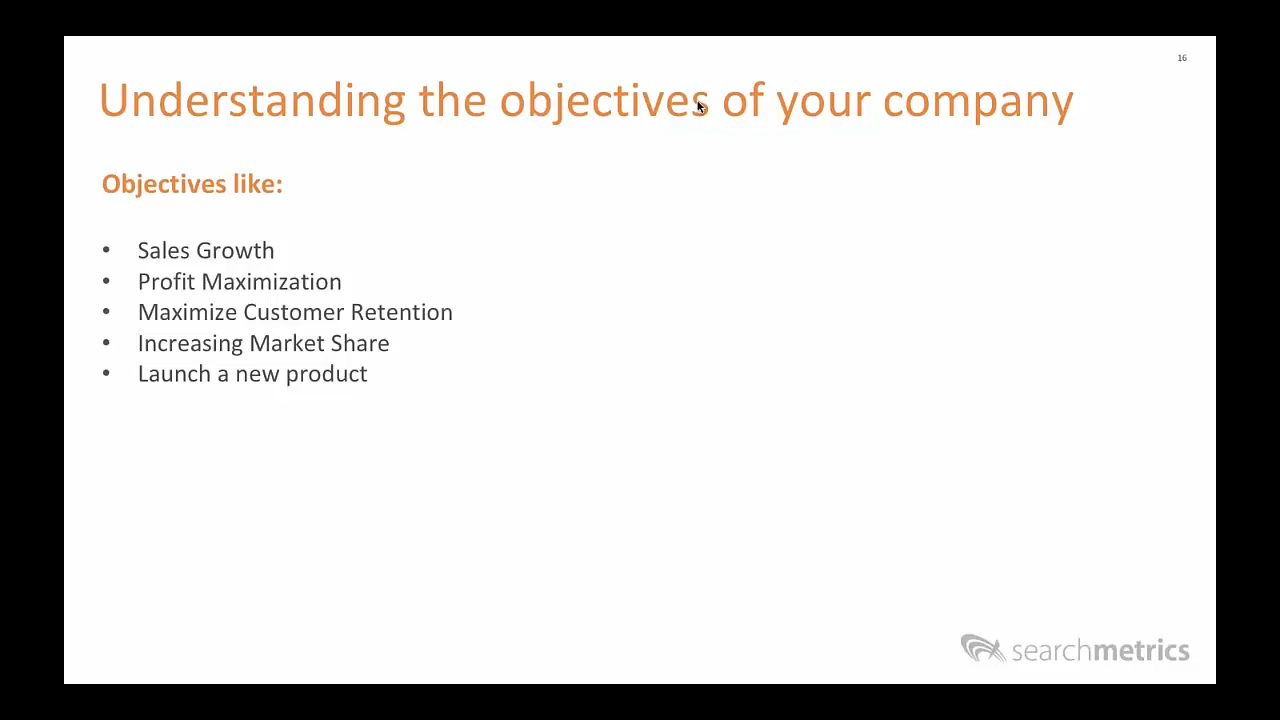 16
Understanding the objectives of your company
Objectives like:
• Sales Growth
• Profit Maximization
• Maximize Customer Retention
• Increasing Market Share
• Launch a new product
searchmetrics